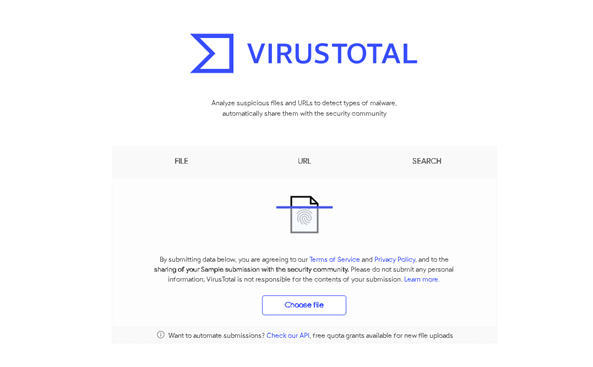 VIRUSTOTAL
Analyze suspicious files and URLs to detect types of malware,
automatically share them with the security community
FILE
URL
SEARCH
By submitting data below, you are agreeing to our Terms of Service and Privacy Policy, and to the
sharing of your Sample submission with the security community. Please do not submit any personal
information; VirusTotal is not responsible for the contents of your submission. Learn more.
Choose file
Want to automate submissions? Check our API, free quota grants available for new file uploads